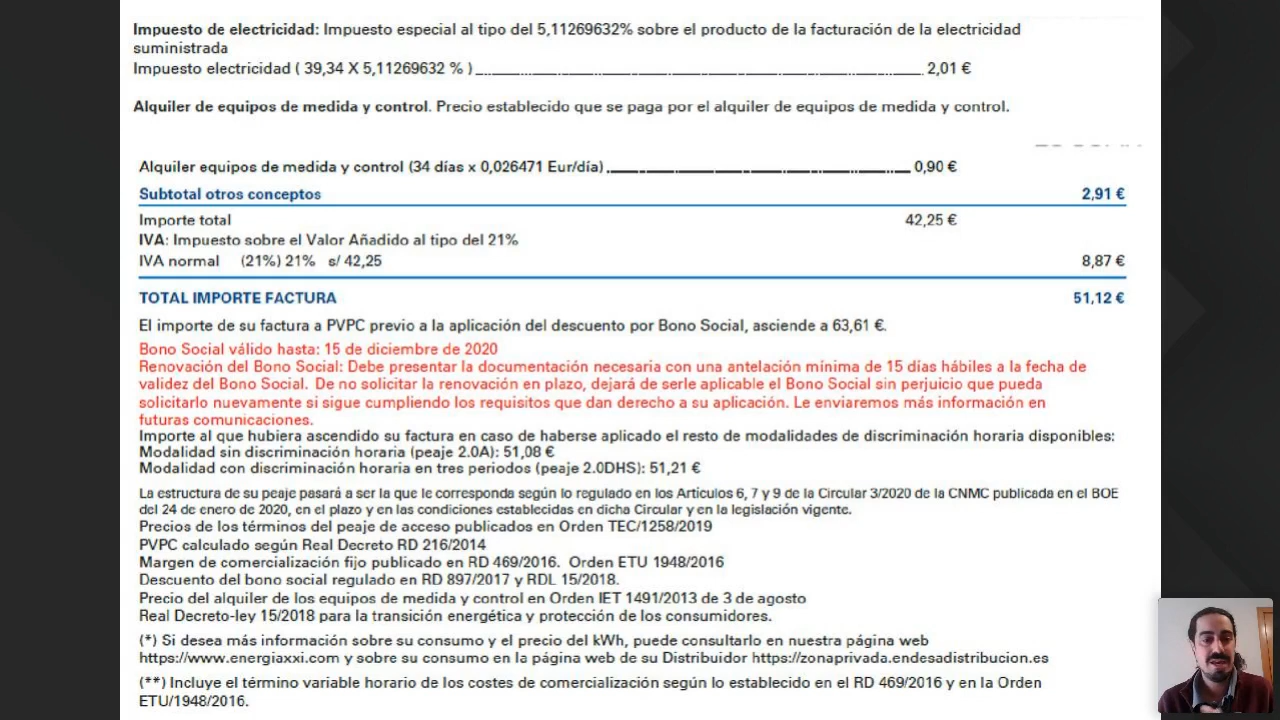 Impuesto de electricidad: Impuesto especial al tipo del 5,11269632% sobre el producto de la facturación de la electricidad
suministrada
Impuesto electricidad ( 39,34 X 5,11269632 % ) 2,01 €
Alquiler de equipos de medida y control. Precio establecido que se paga por el alquiler de equipos de medida y control.
Alquiler equipos de medida y control (34 días x 0,026471 Eur/día) 0,90 €
Subtotal otros conceptos 2,91 €
Importe total 42,25 €
IVA: Impuesto sobre el Valor Añadido al tipo del 21%
IVA normal (21%) 21% s/ 42,25 8,87 €
TOTAL IMPORTE FACTURA 51,12 €
El importe de su factura a PVPC previo a la aplicación del descuento por Bono Social, asciende a 63,61 €.
Bono Social válido hasta: 15 de diciembre de 2020
Renovación del Bono Social: Debe presentar la documentación necesaria con una antelación mínima de 15 días hábiles a la fecha de
validez del Bono Social. De no solicitar la renovación en plazo, dejará de serle aplicable el Bono Social sin perjuicio que pueda
solicitarlo nuevamente si sigue cumpliendo los requisitos que dan derecho a su aplicación. Le enviaremos más información en
futuras comunicaciones.
Importe al que hubiera ascendido su factura en caso de haberse aplicado el resto de modalidades de discriminación horaria disponibles:
Modalidad sin discriminación horaria (peaje 2.0A): 51,08 €
Modalidad con discriminación horaria en tres periodos (peaje 2.0DHS): 51,21 €
La estructura de su peaje pasará a ser la que le corresponda según lo regulado en los Artículos 6, 7 y 9 de la Circular 3/2020 de la CNMC publicada en el BOE
del 24 de enero de 2020, en el plazo y en las condiciones establecidas en dicha Circular y en la legislación vigente.
Precios de los términos del peaje de acceso publicados en Orden TEC/1258/2019
PVPC calculado según Real Decreto RD 216/2014
Margen de comercialización fijo publicado en RD 469/2016. Orden ETU 1948/2016
Descuento del bono social regulado en RD 897/2017 y RDL 15/2018.
Precio del alquiler de los equipos de medida y control en Orden IET 1491/2013 de 3 de agosto
Real Decreto-ley 15/2018 para la transición energética y protección de los consumidores.
(*) Si desea más información sobre su consumo y el precio del kWh, puede consultarlo en nuestra página web
https://www.energiaxxi.com y sobre su consumo en la página web de su Distribuidor https://zonaprivada.endesadistribucion.es
(**) Incluye el término variable horario de los costes de comercialización según lo establecido en el RD 469/2016 y en la Orden
ETU/1948/2016.